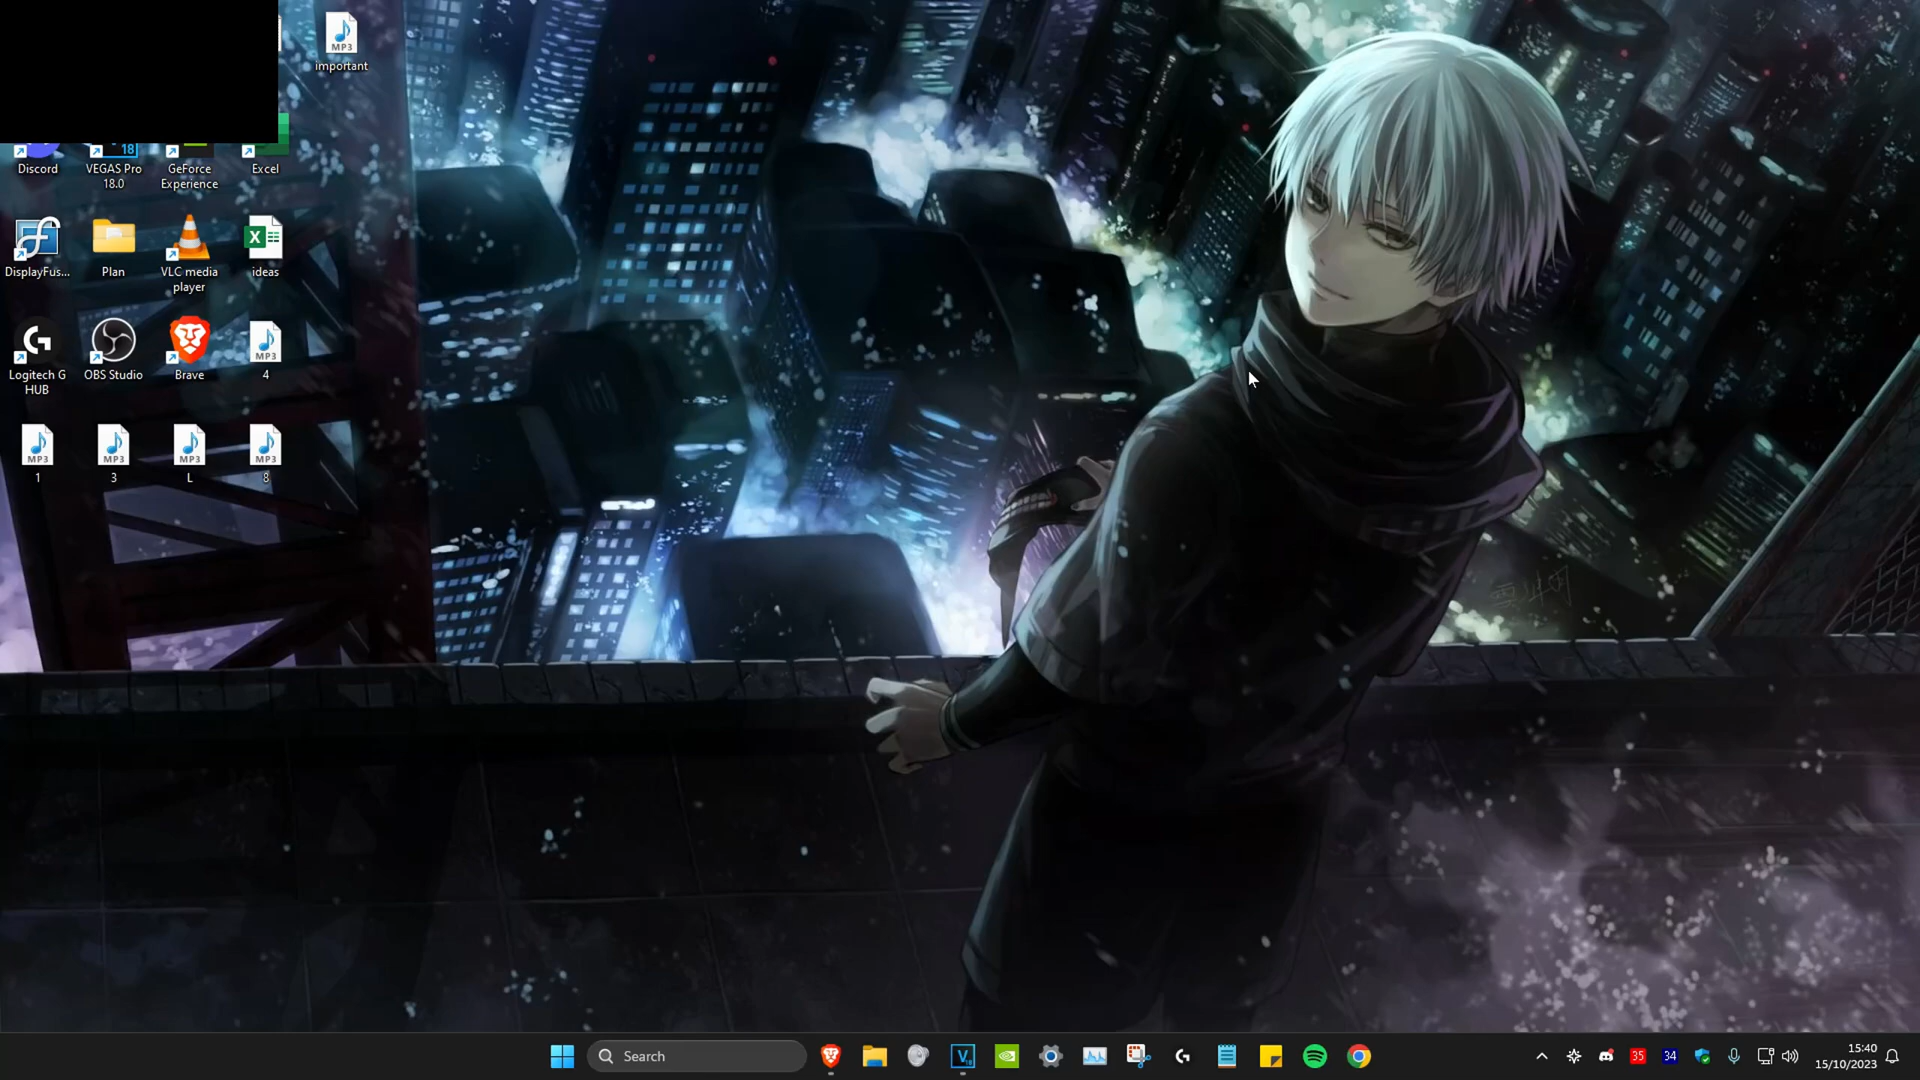 important
MP3
18
Discord
VEGAS Pro
18.0
GeForce
Experience
Excel
DisplayFus...
Plan
VLC media
player
ideas
Logitech G
HUB
OBS Studio
Brave
MP3
4
MP3
1
MP3
3
MP3
L
MP3
8
Search
35
34
15:40
15/10/2023